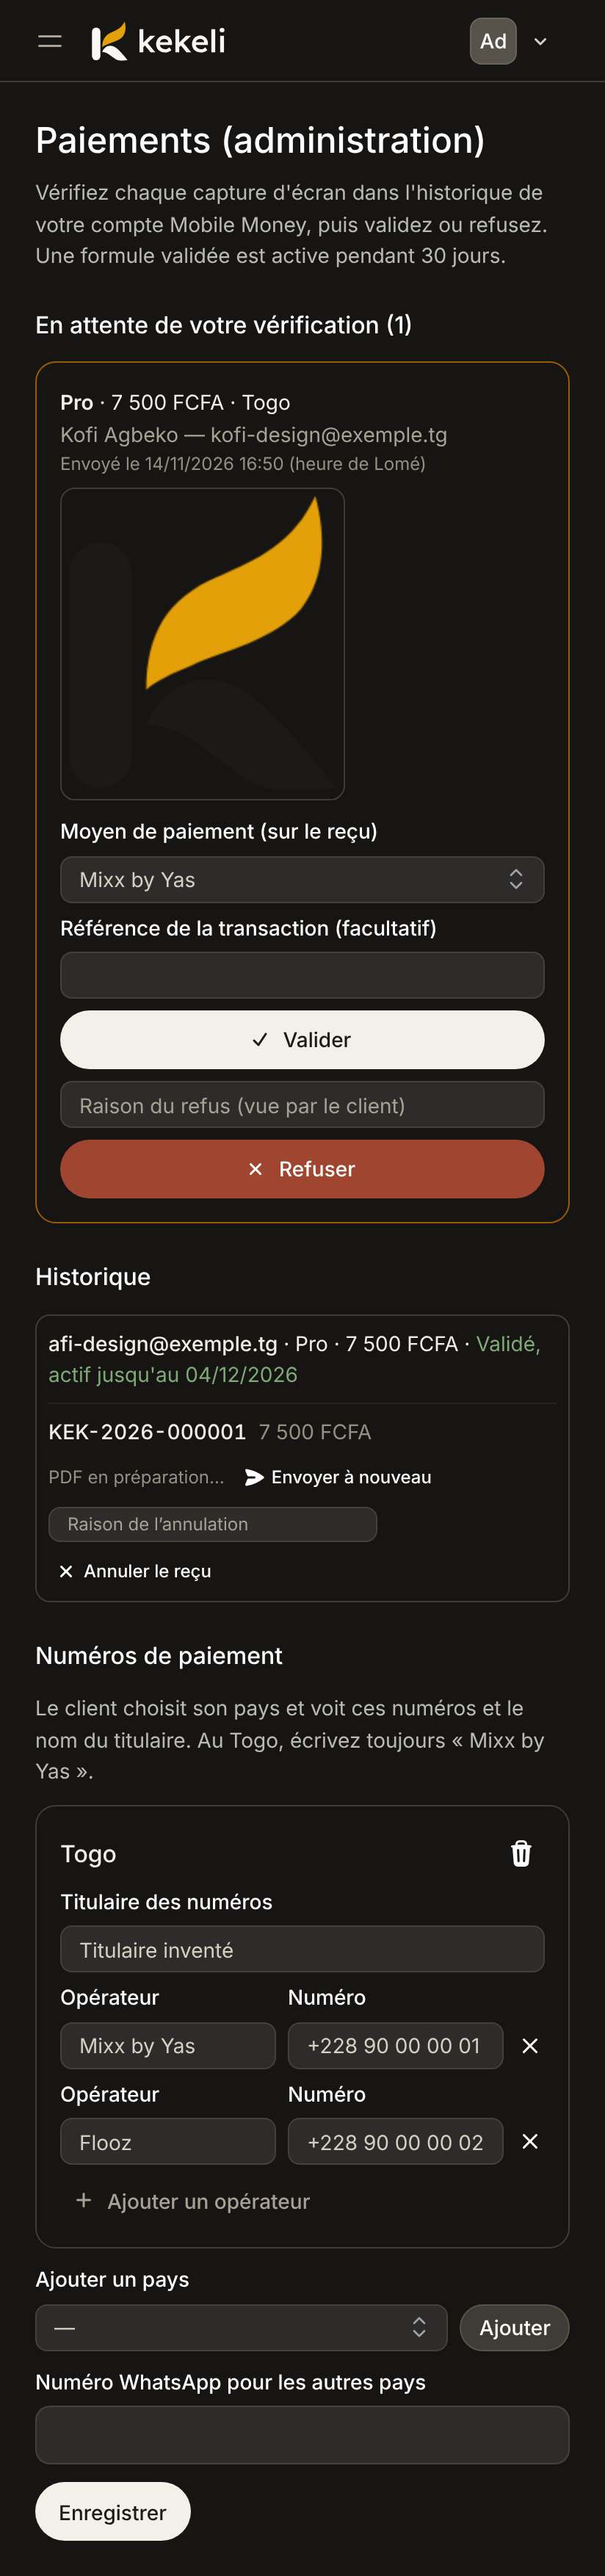 kekeli
Ad
Paiements (administration)
Vérifiez chaque capture d'écran dans l'historique de
votre compte Mobile Money, puis validez ou refusez.
Une formule validée est active pendant 30 jours.
En attente de votre vérification (1)
Pro · 7 500 FCFA · Togo
Kofi Agbeko — kofi-design@exemple.tg
Envoyé le 14/11/2026 16:50 (heure de Lomé)
Moyen de paiement (sur le reçu)
Mixx by Yas
Référence de la transaction (facultatif)
Valider
Raison du refus (vue par le client)
Refuser
Historique
afi-design@exemple.tg · Pro · 7 500 FCFA · Validé,
actif jusqu'au 04/12/2026
KEK-2026-000001 7 500 FCFA
PDF en préparation... Envoyer à nouveau
Raison de l’annulation
Annuler le reçu
Numéros de paiement
Le client choisit son pays et voit ces numéros et le
nom du titulaire. Au Togo, écrivez toujours « Mixx by
Yas ».
Togo
Titulaire des numéros
Titulaire inventé
Opérateur Numéro
Mixx by Yas +228 90 00 00 01
Opérateur Numéro
Flooz +228 90 00 00 02
Ajouter un opérateur
Ajouter un pays
— Ajouter
Numéro WhatsApp pour les autres pays
Enregistrer